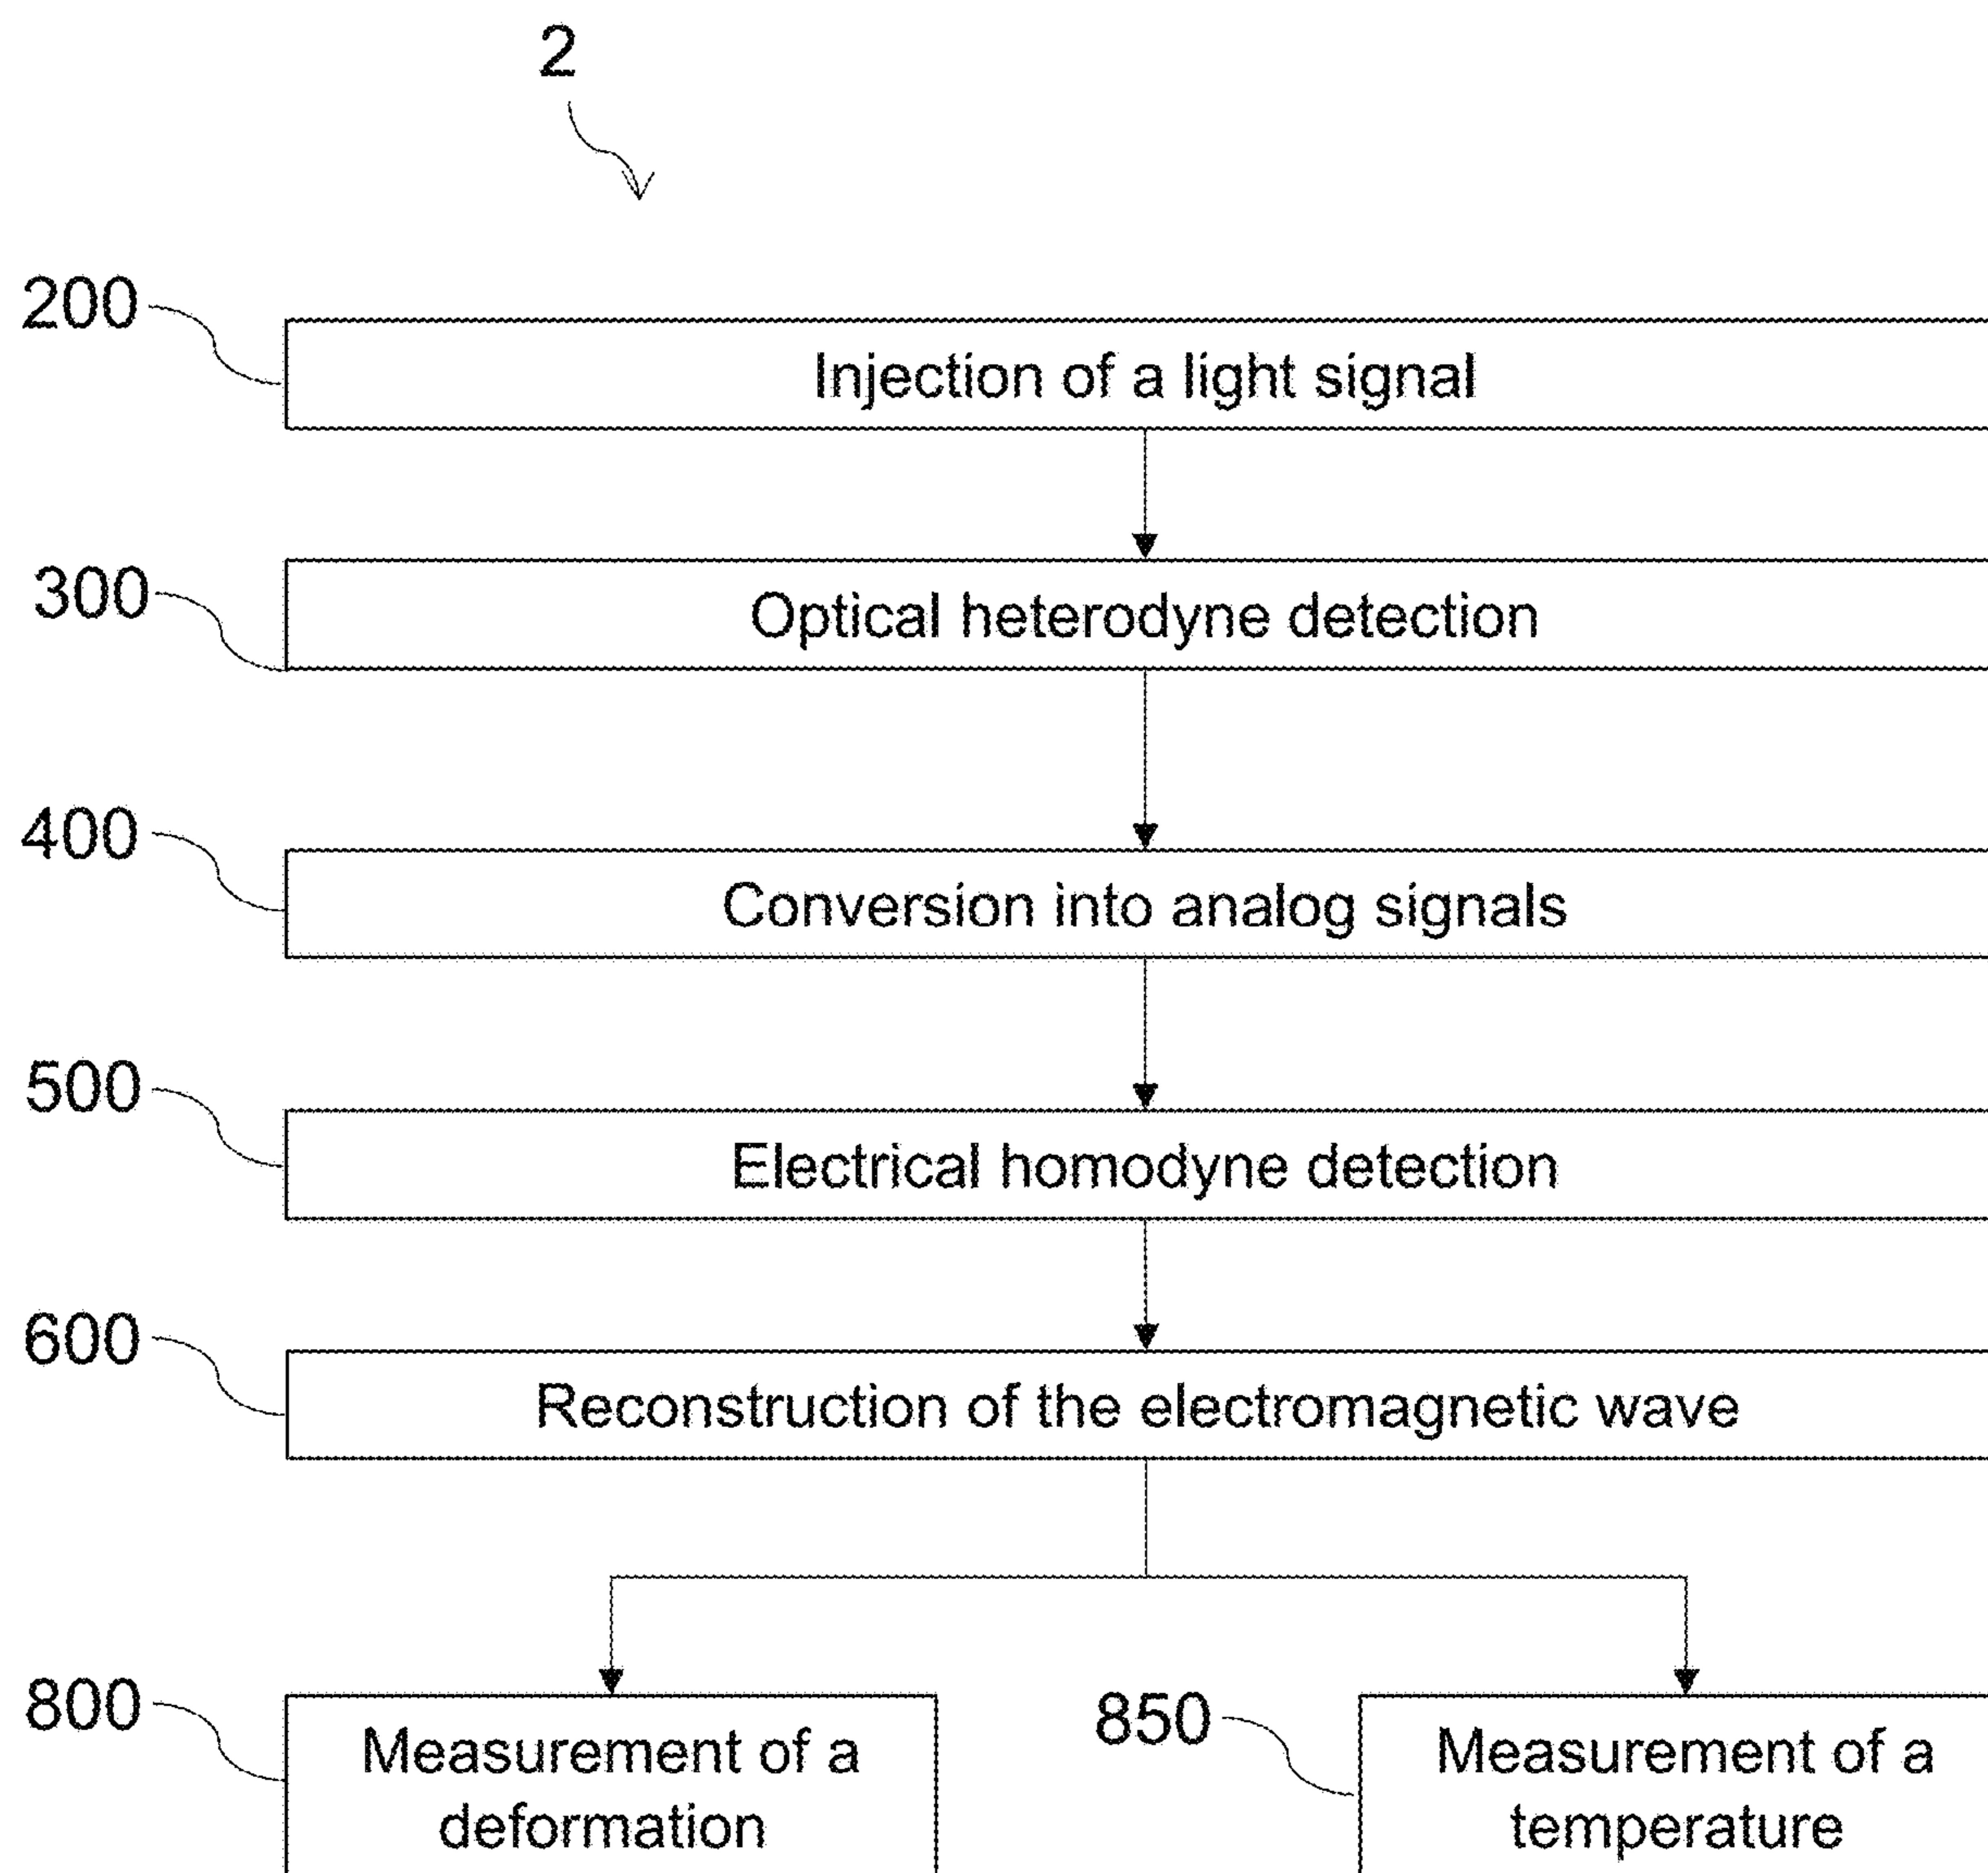 2
200
Injection of a light signal
300
Optical heterodyne detection
400
Conversion into analog signals
500
Electrical homodyne detection
600
Reconstruction of the electromagnetic wave
800
Measurement of a
deformation
850
Measurement of a
temperature